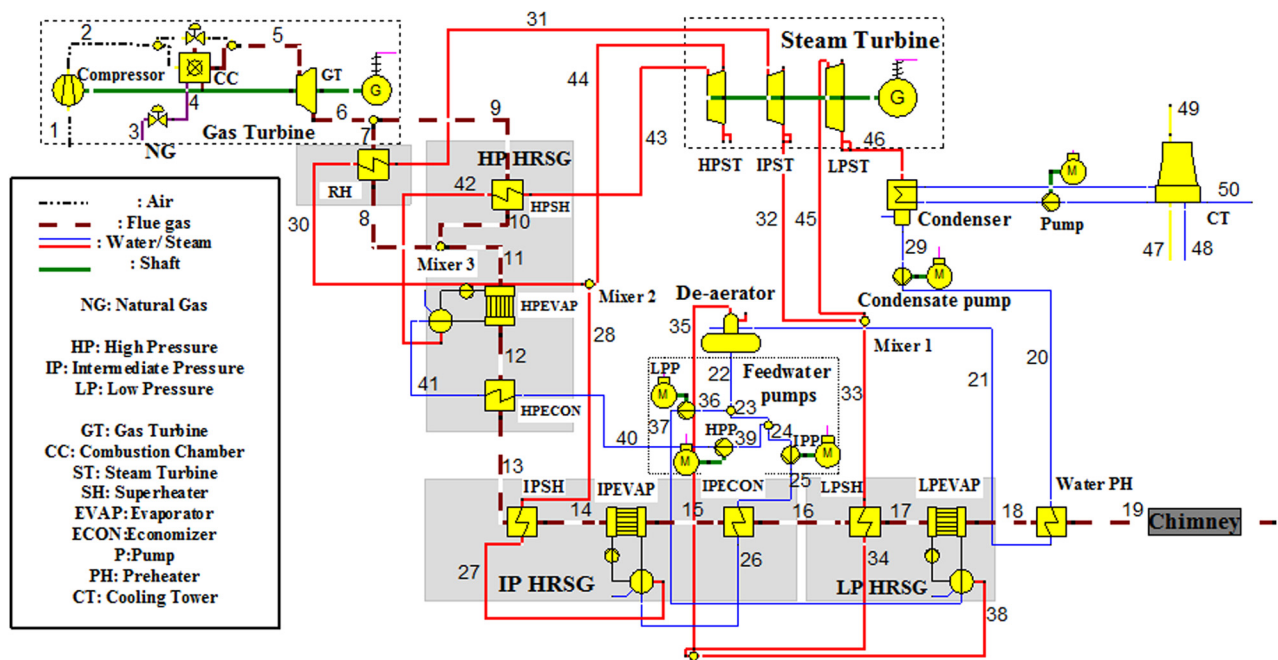 2
5
31
Compressor
CC
GT
G
4
6
9
1
3
NG
Gas Turbine
7
44
43
Steam Turbine
G
HPST
IPST
LPST
46
49
M
50
CT
Condenser
Pump
47
48
29
M
Condensate pump
HP HRSG
RH
42
HPSH
10
30
8
11
Mixer 3
Mixer 2
32
45
De-aerator
35
Mixer 1
HPEVAP
28
20
21
12
41
HPECON
22
Feedwater
pumps
LPP
M
36
23
37
HPP
24
33
40
39
IPP
M
M
25
13
IPSH
IPEVAP
IPECON
LPSH
LPEVAP
Water PH
14
15
16
17
18
19
Chimney
27
26
34
38
IP HRSG
LP HRSG
: Air
: Flue gas
: Water/ Steam
: Shaft
NG: Natural Gas
HP: High Pressure
IP: Intermediate Pressure
LP: Low Pressure
GT: Gas Turbine
CC: Combustion Chamber
ST: Steam Turbine
SH: Superheater
EVAP: Evaporator
ECON:Economizer
P:Pump
PH: Preheater
CT: Cooling Tower